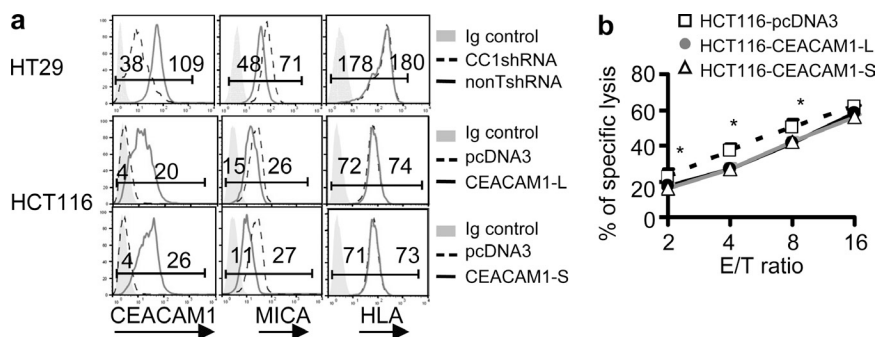 a
HT29
38 109
48 71
178 180
Ig control
CC1shRNA
nonTshRNA
HCT116
4 20
15 26
72 74
Ig control
pcDNA3
CEACAM1-L
4 26
11 27
71 73
Ig control
pcDNA3
CEACAM1-S
CEACAM1
MICA
HLA
b
HCT116-pcDNA3
HCT116-CEACAM1-L
HCT116-CEACAM1-S
% of specific lysis
80
60
40
20
0
* * *
2 4 8 16
E/T ratio